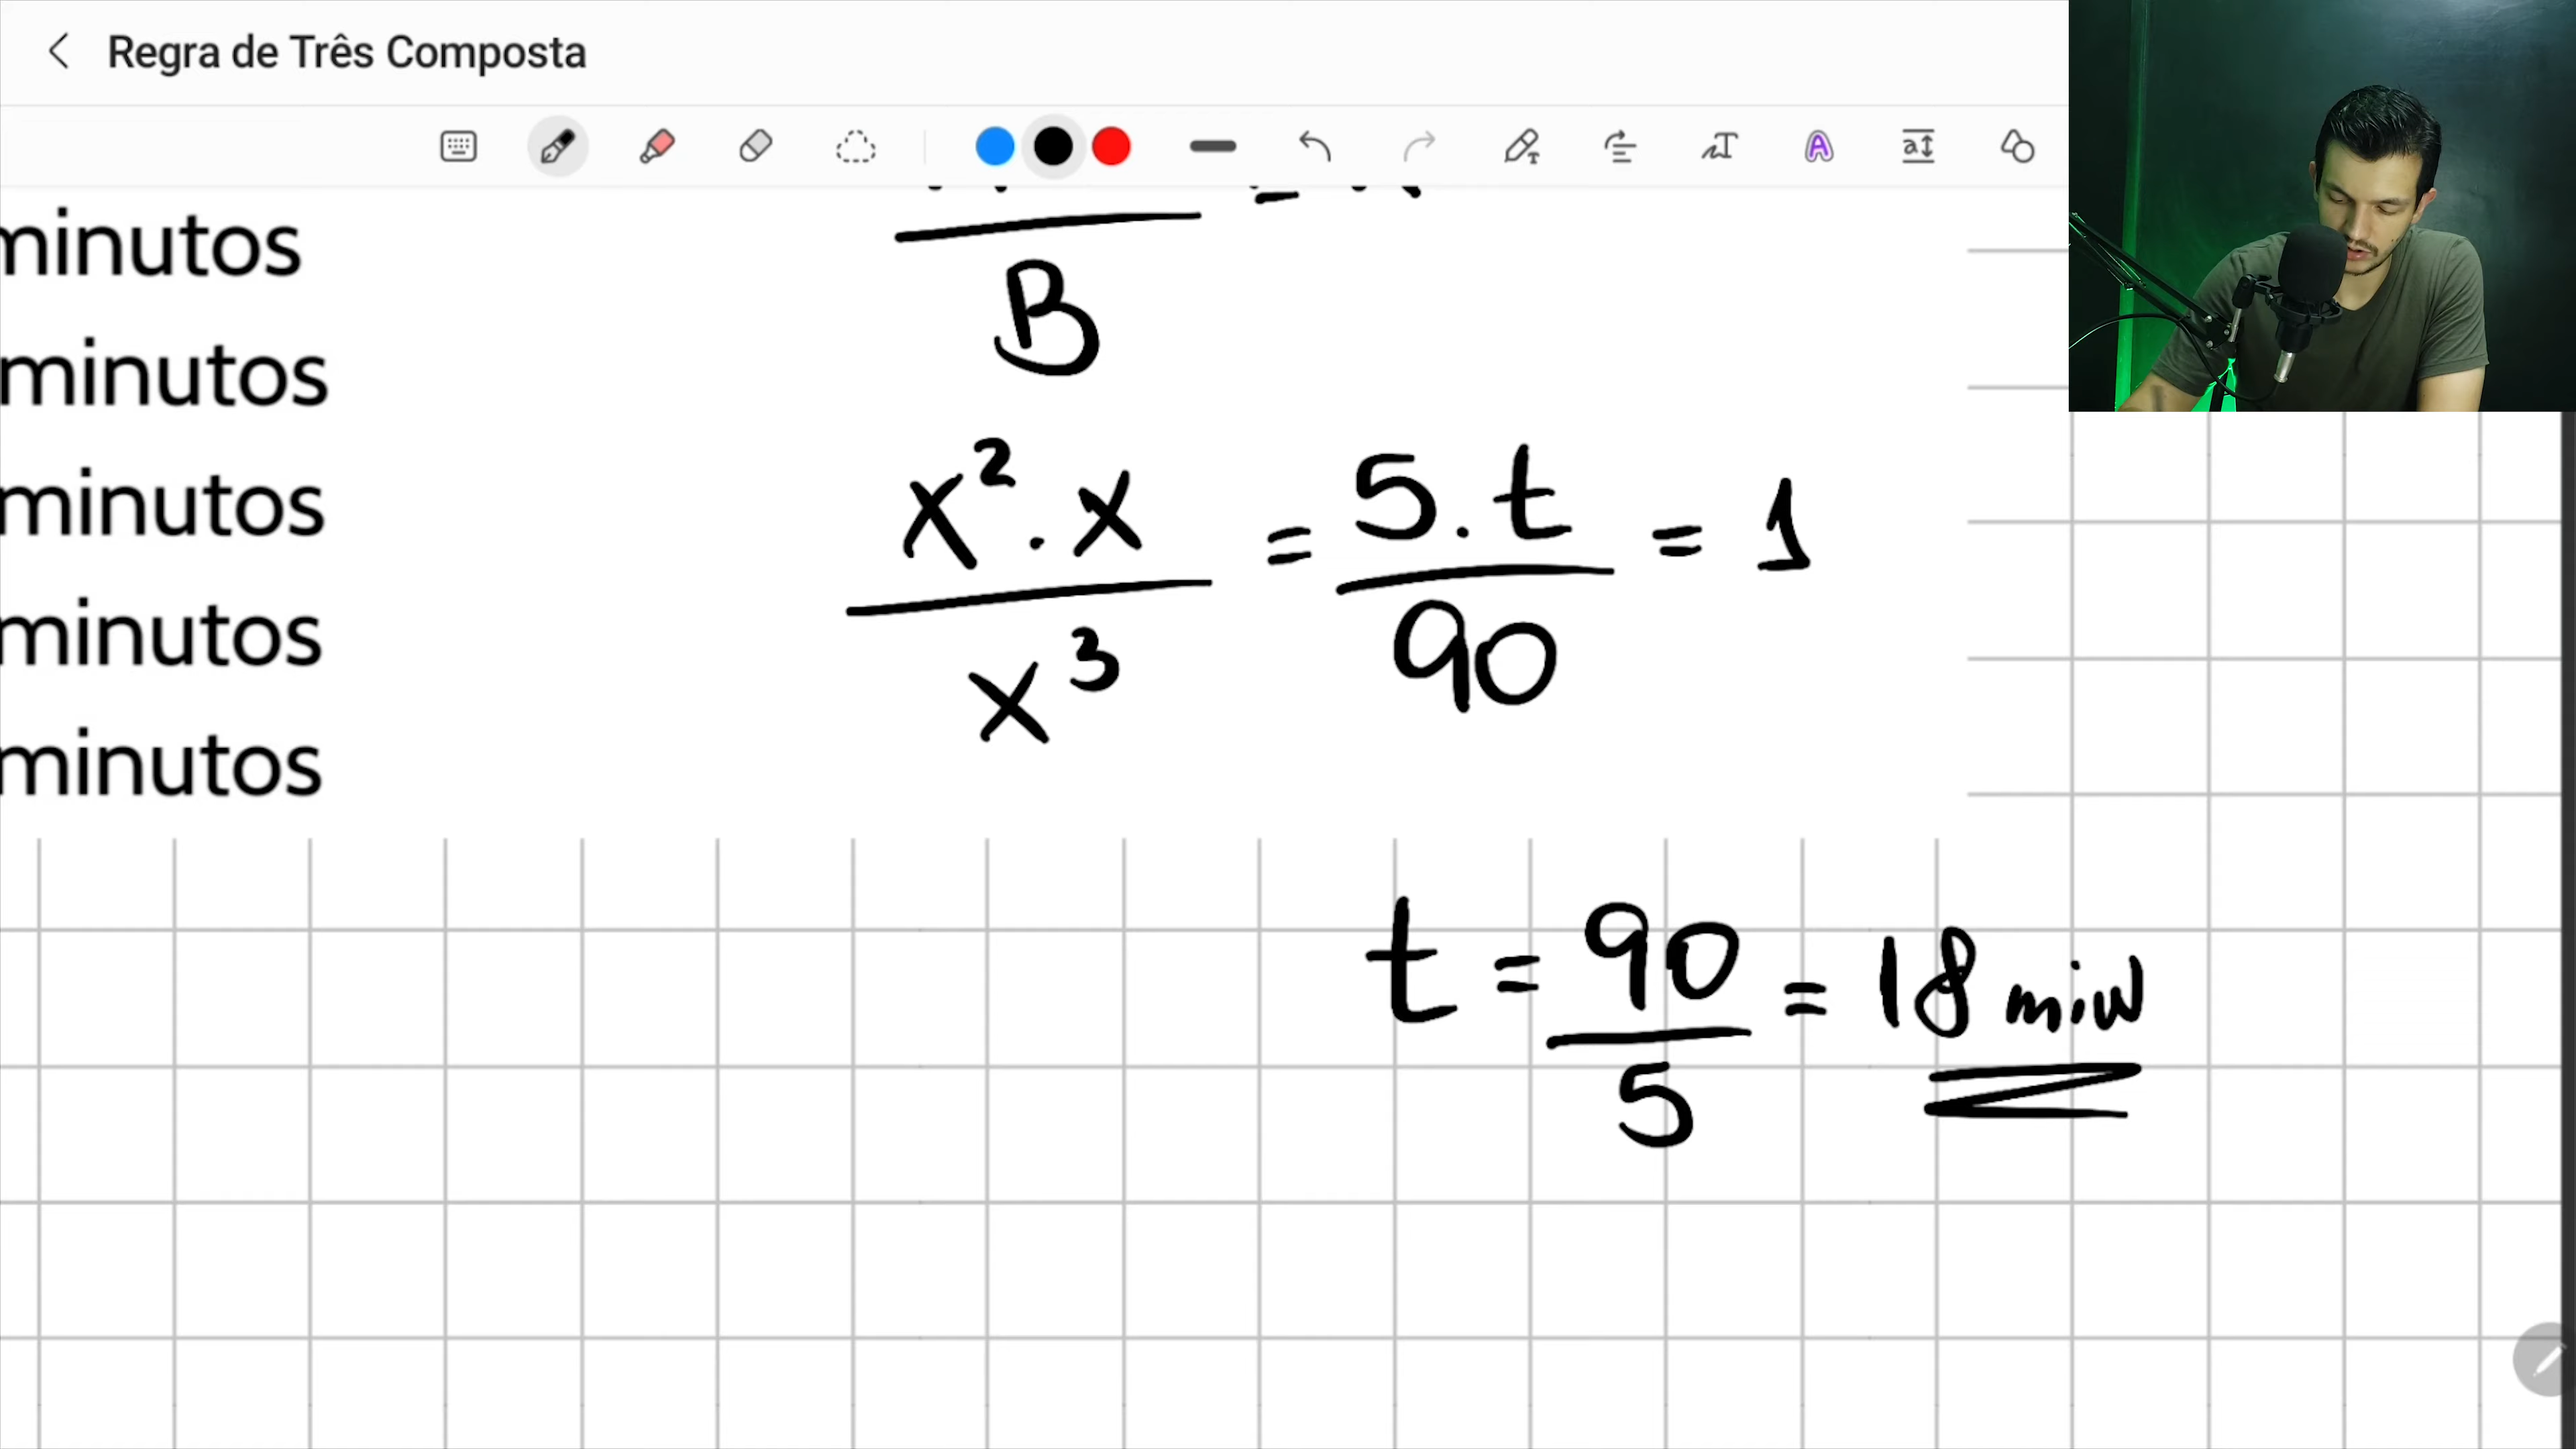 Regra de Três Composta
minutos
minutos
minutos
minutos
minutos
B
x² . x / x³ = 5 . t / 90 = 1
t = 90 / 5 = 18 min